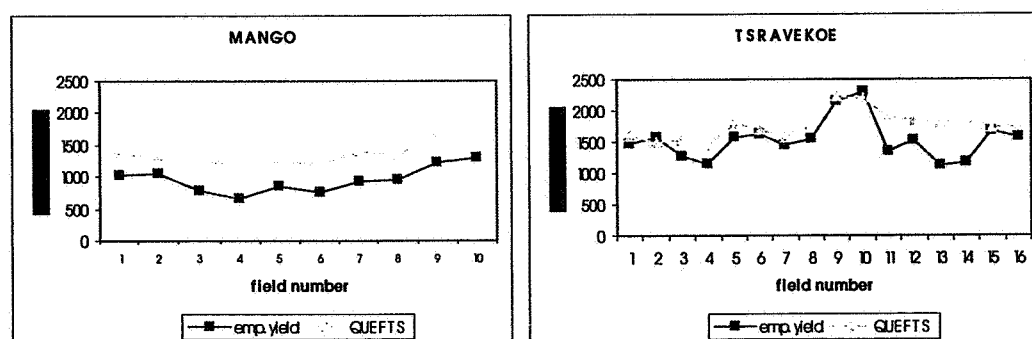 MANGO
2500
2000
1500
1000
500
0
1 2 3 4 5 6 7 8 9 10
field number
emp.yield QUEFTS
TSRAVEKOE
2500
2000
1500
1000
500
0
1 2 3 4 5 6 7 8 9 10 11 12 13 14 15 16
field number
emp.yield QUEFTS